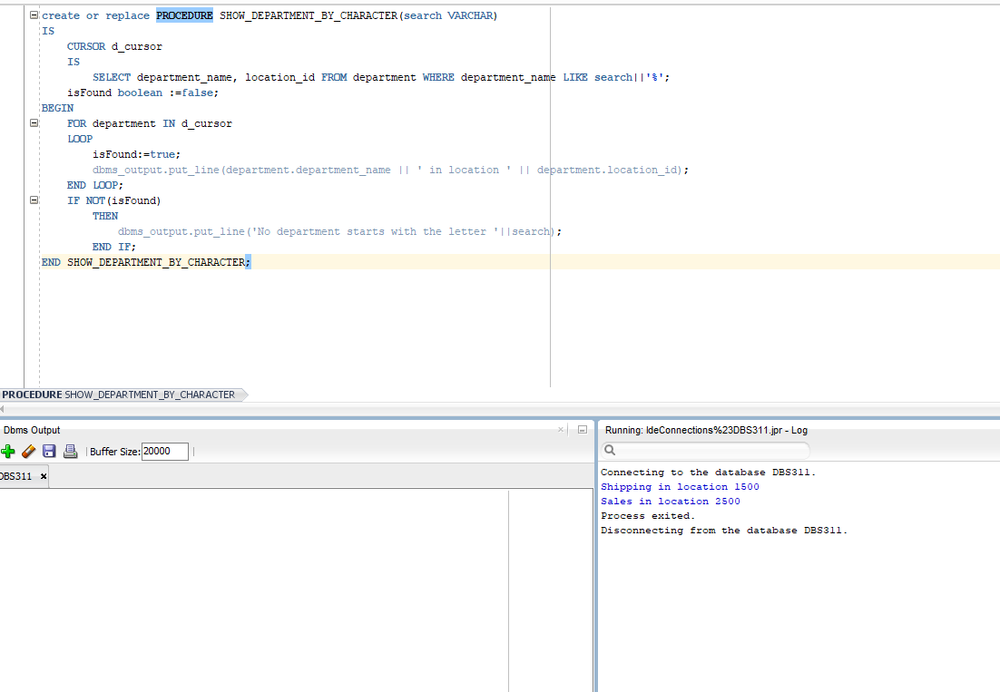 create or replace PROCEDURE SHOW_DEPARTMENT_BY_CHARACTER(search VARCHAR)
IS
    CURSOR d_cursor
    IS
        SELECT department_name, location_id FROM department WHERE department_name LIKE search||'%';
    isFound boolean :=false;
BEGIN
    FOR department IN d_cursor
    LOOP
        isFound:=true;
        dbms_output.put_line(department.department_name || ' in location ' || department.location_id);
    END LOOP;
    IF NOT(isFound)
        THEN
            dbms_output.put_line('No department starts with the letter '||search);
        END IF;
END SHOW_DEPARTMENT_BY_CHARACTER;
PROCEDURE SHOW_DEPARTMENT_BY_CHARACTER
Dbms Output
Buffer Size: 20000
DBS311
Running: IdeConnections%23DBS311.jpr - Log
Connecting to the database DBS311.
Shipping in location 1500
Sales in location 2500
Process exited.
Disconnecting from the database DBS311.